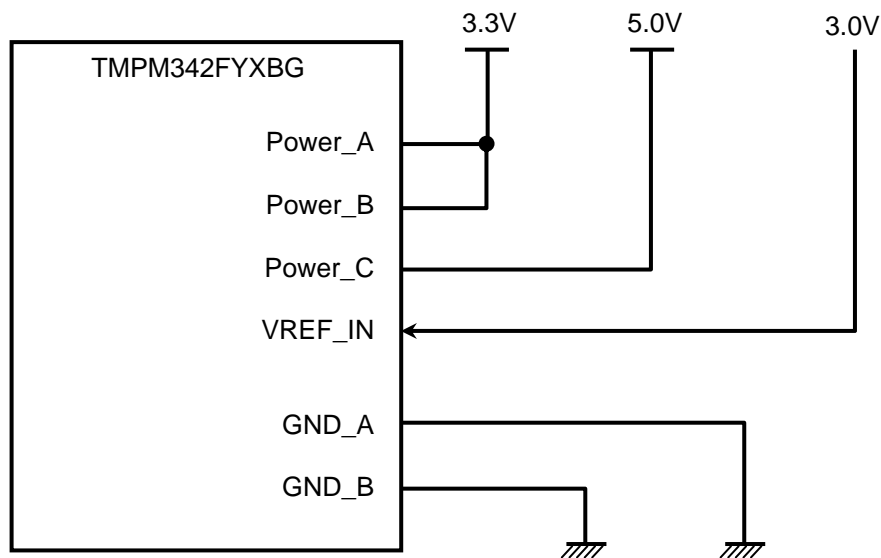 3.3V 5.0V 3.0V
TMPM342FYXBG
Power_A
Power_B
Power_C
VREF_IN
GND_A
GND_B